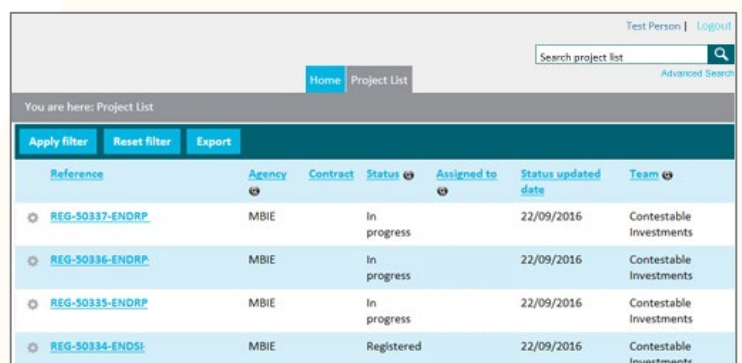 Test Person | Logout
Search project list
Advanced Search
Home Project List
You are here: Project List
Apply filter Reset filter Export
Reference Agency Contract Status Assigned to Status updated date Team
REG-50337-ENDRP MBIE In progress 22/09/2016 Contestable Investments
REG-50336-ENDRP MBIE In progress 22/09/2016 Contestable Investments
REG-50335-ENDRP MBIE In progress 22/09/2016 Contestable Investments
REG-50334-ENDSI MBIE Registered 22/09/2016 Contestable Investments